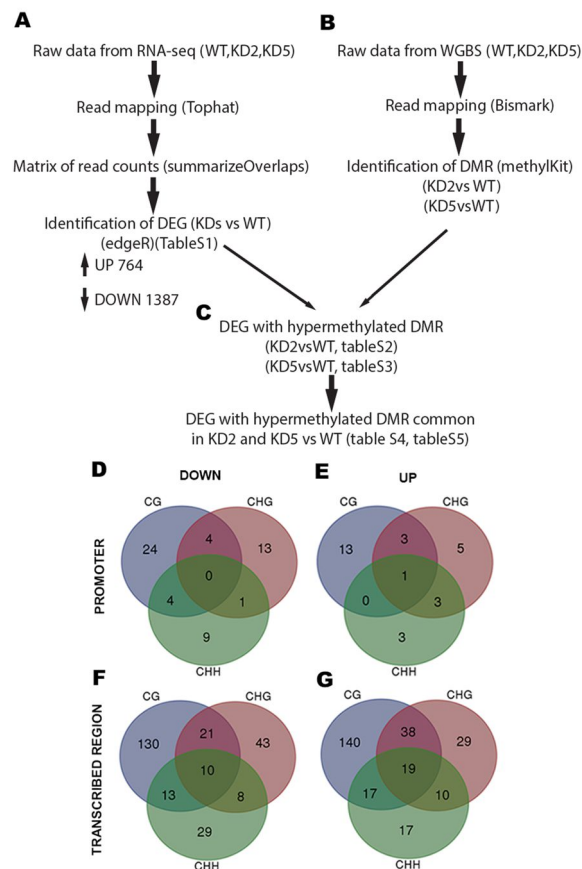 A
Raw data from RNA-seq (WT,KD2,KD5)
Read mapping (Tophat)
Matrix of read counts (summarizeOverlaps)
Identification of DEG (KDs vs WT)
(edgeR)(TableS1)
UP 764
DOWN 1387
B
Raw data from WGBS (WT,KD2,KD5)
Read mapping (Bismark)
Identification of DMR (methylKit)
(KD2vs WT)
(KD5vsWT)
C
DEG with hypermethylated DMR
(KD2vsWT, tableS2)
(KD5vsWT, tableS3)
DEG with hypermethylated DMR common
in KD2 and KD5 vs WT (table S4, tableS5)
PROMOTER
D
DOWN
CG
CHG
24
4
13
0
4
1
9
CHH
E
UP
CG
CHG
13
3
5
1
0
3
3
CHH
TRANSCRIBED REGION
F
CG
CHG
130
21
43
10
13
8
29
CHH
G
CG
CHG
140
38
29
19
17
10
17
CHH